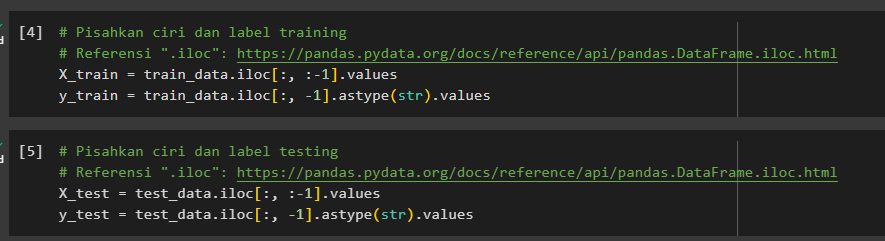 [4] # Pisahkan ciri dan label training
# Referensi ".iloc": https://pandas.pydata.org/docs/reference/api/pandas.DataFrame.iloc.html
X_train = train_data.iloc[:, :-1].values
y_train = train_data.iloc[:, -1].astype(str).values
[5] # Pisahkan ciri dan label testing
# Referensi ".iloc": https://pandas.pydata.org/docs/reference/api/pandas.DataFrame.iloc.html
X_test = test_data.iloc[:, :-1].values
y_test = test_data.iloc[:, -1].astype(str).values